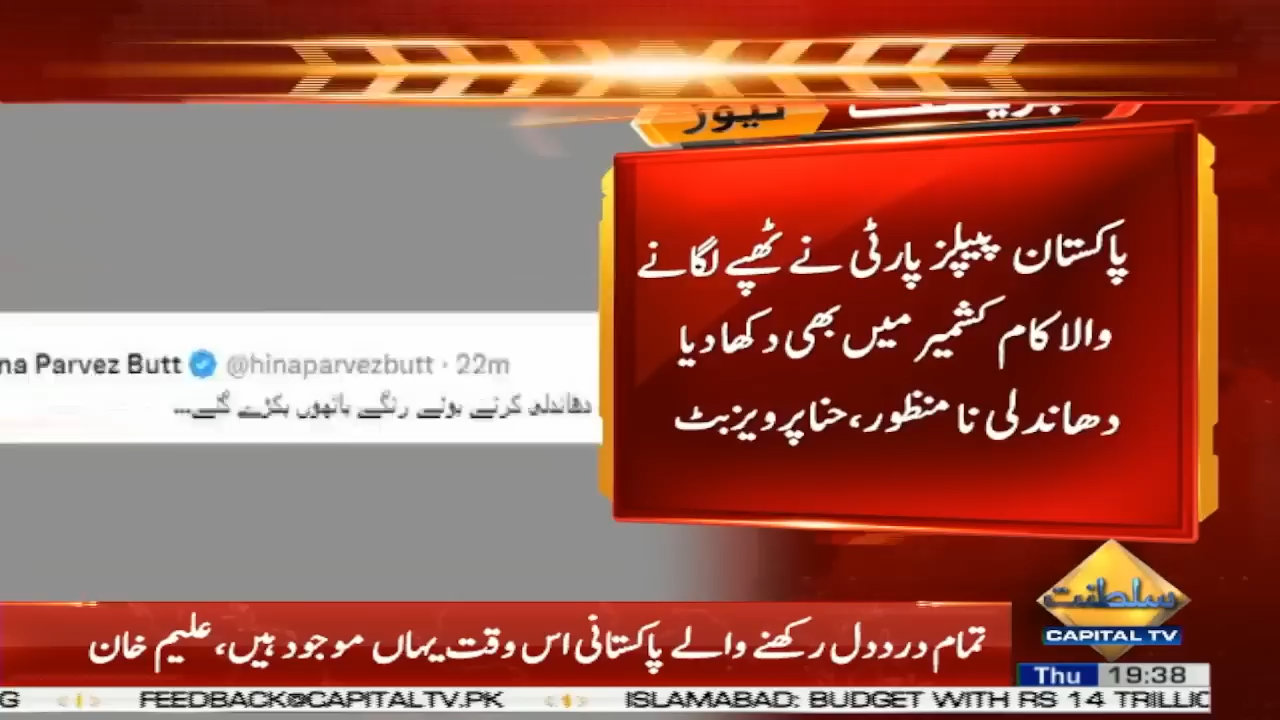 نیوز
پاکستان پیپلز پارٹی نے ٹھپے لگانے
والا کام کشمیر میں بھی دکھا دیا
دھاندلی نا منظور، حنا پرویز بٹ
na Parvez Butt @hinaparvezbutt · 22m
دھاندلی کرتے ہوئے رنگے ہاتھوں پکڑے گئے...
سلطنت
CAPITAL TV
تمام درد دل رکھنے والے پاکستانی اس وقت یہاں موجود ہیں، علیم خان
Thu 19:38
G FEEDBACK@CAPITALTV.PK ISLAMABAD: BUDGET WITH RS 14 TRILLIO